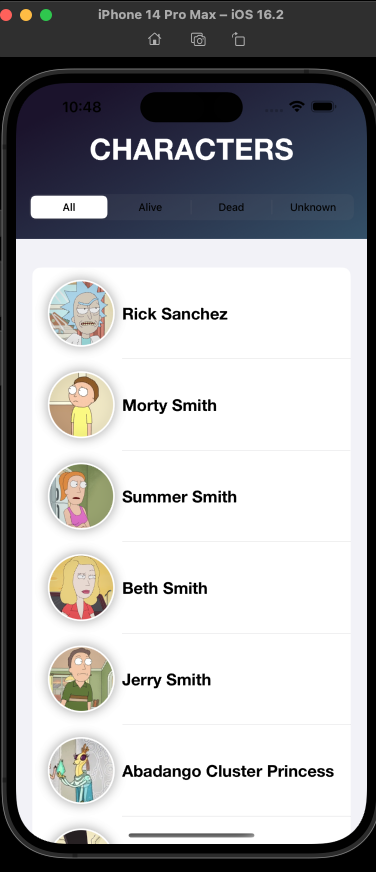 iPhone 14 Pro Max – iOS 16.2
10:48
CHARACTERS
All Alive Dead Unknown
Rick Sanchez
Morty Smith
Summer Smith
Beth Smith
Jerry Smith
Abadango Cluster Princess